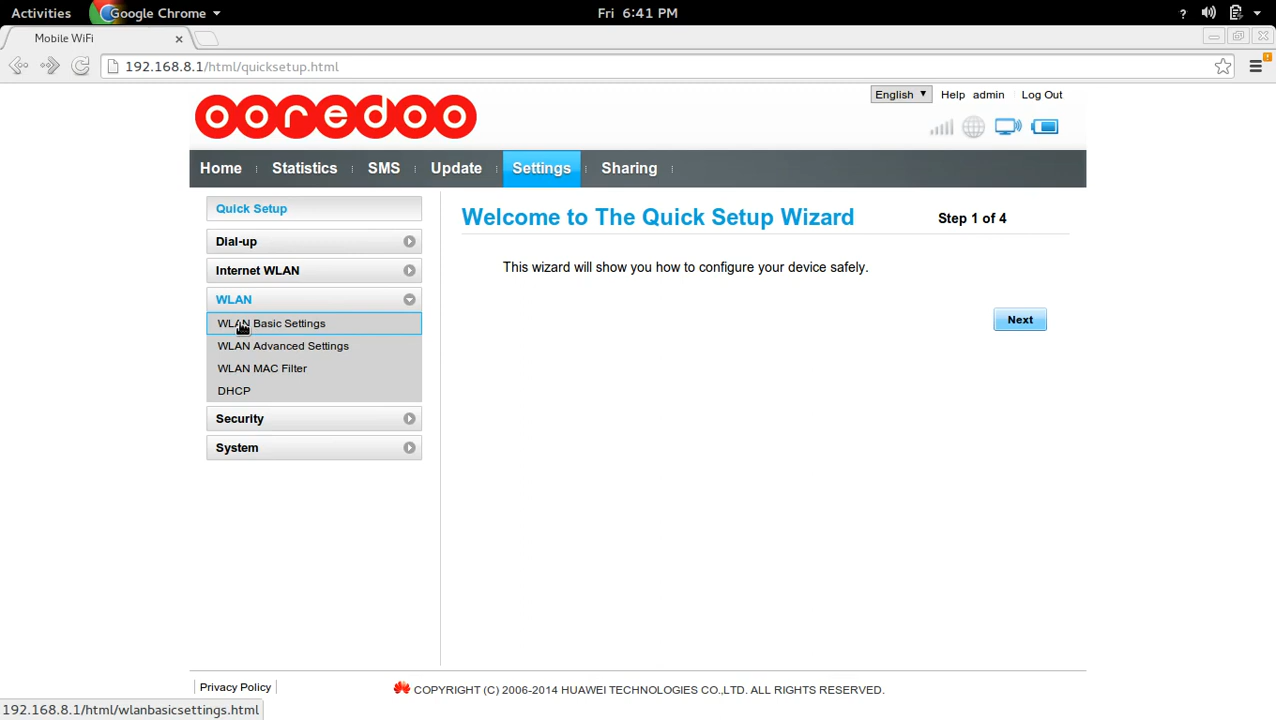 Activities Google Chrome Fri 6:41 PM ?
Mobile WiFi
192.168.8.1/html/quicksetup.html
English Help admin Log Out
ooredoo
Home Statistics SMS Update Settings Sharing
Quick Setup
Dial-up
Internet WLAN
WLAN
WLAN Basic Settings
WLAN Advanced Settings
WLAN MAC Filter
DHCP
Security
System
Welcome to The Quick Setup Wizard Step 1 of 4
This wizard will show you how to configure your device safely.
Next
Privacy Policy COPYRIGHT (C) 2006-2014 HUAWEI TECHNOLOGIES CO.,LTD. ALL RIGHTS RESERVED.
192.168.8.1/html/wlanbasicsettings.html